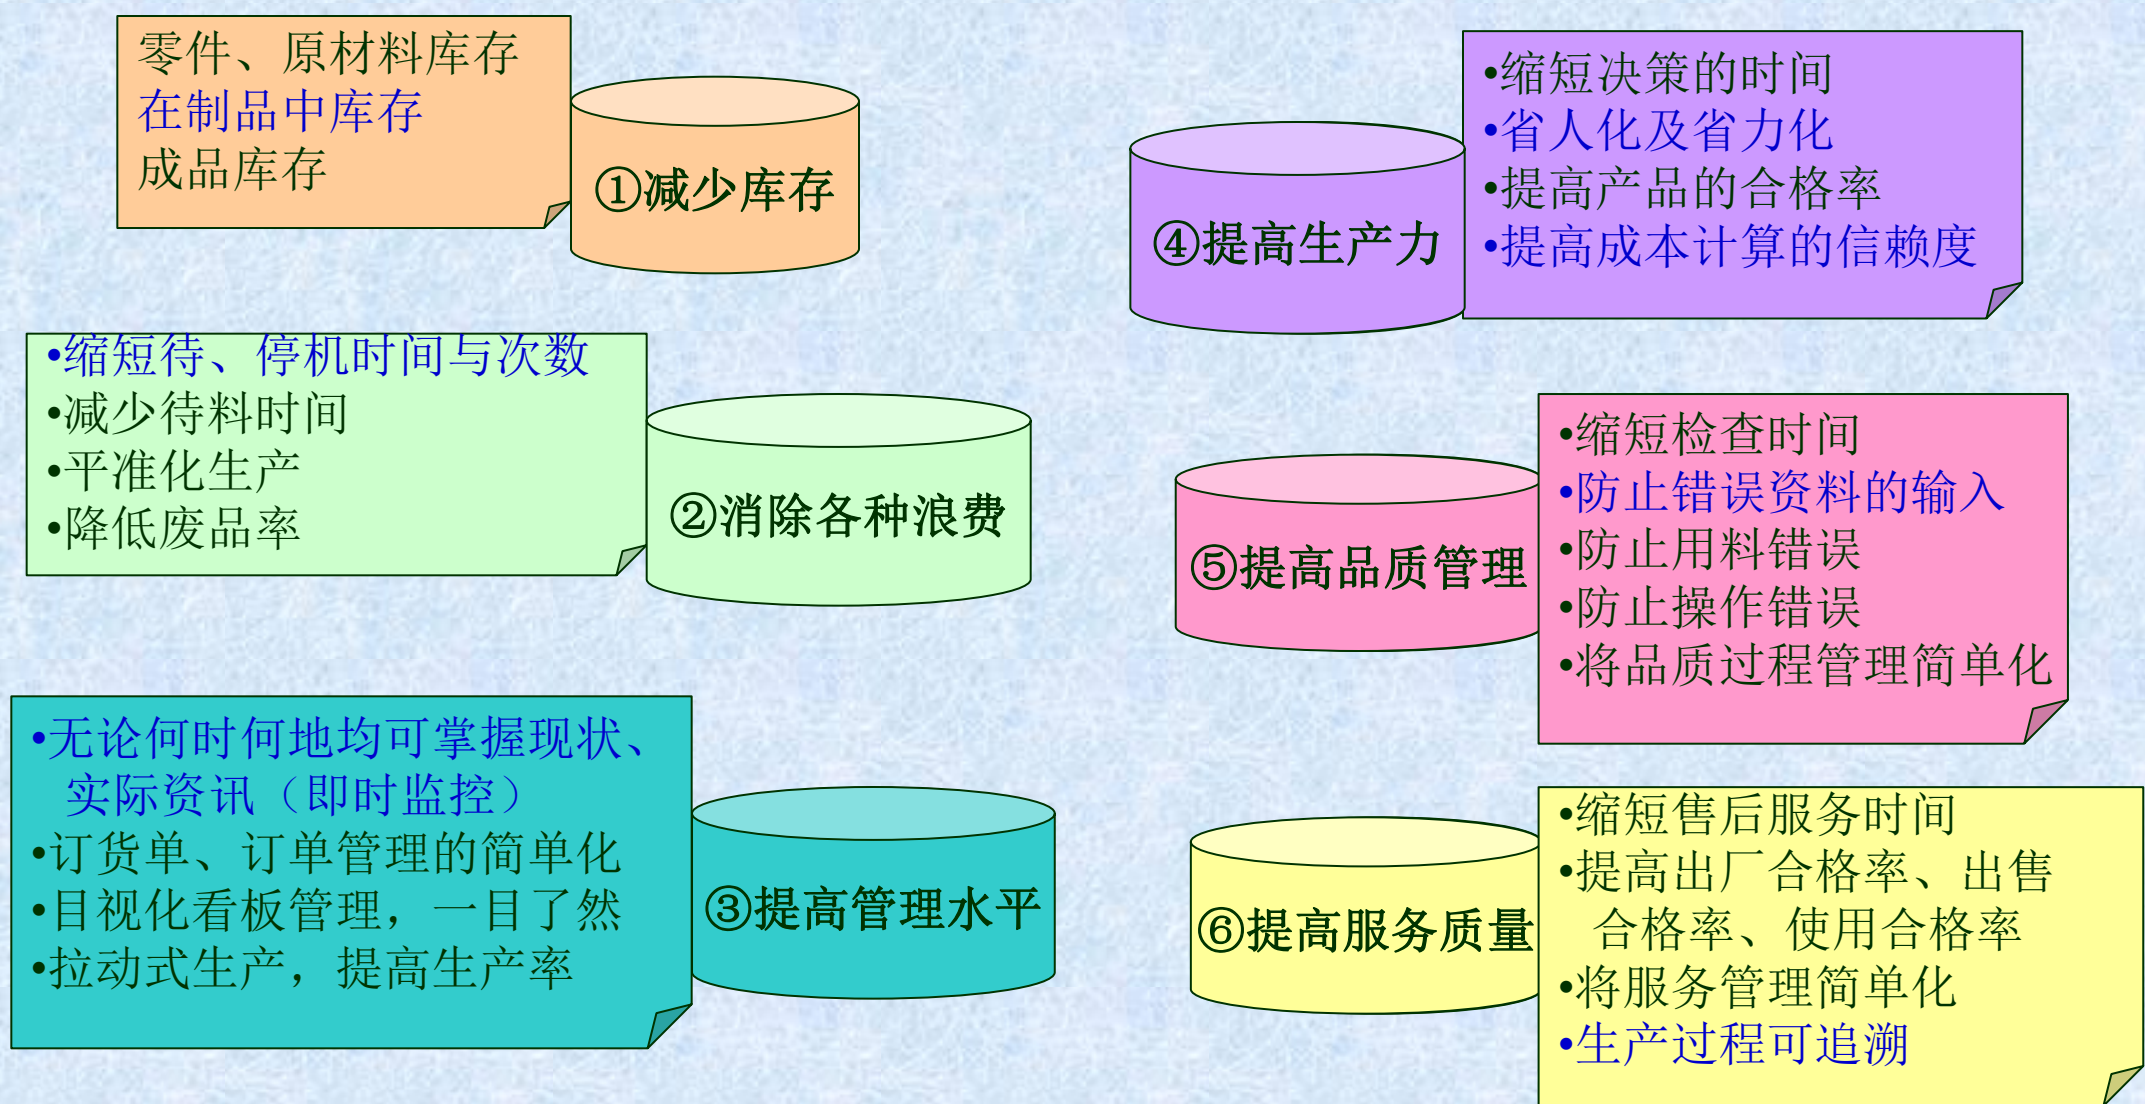 零件、原材料库存
在制品中库存
成品库存
①减少库存
•缩短待、停机时间与次数
•减少待料时间
•平准化生产
•降低废品率
②消除各种浪费
•无论何时何地均可掌握现状、
实际资讯（即时监控）
•订货单、订单管理的简单化
•目视化看板管理，一目了然
•拉动式生产，提高生产率
③提高管理水平
•缩短决策的时间
•省人化及省力化
•提高产品的合格率
•提高成本计算的信赖度
④提高生产力
•缩短检查时间
•防止错误资料的输入
•防止用料错误
•防止操作错误
•将品质过程管理简单化
⑤提高品质管理
•缩短售后服务时间
•提高出厂合格率、出售
合格率、使用合格率
•将服务管理简单化
•生产过程可追溯
⑥提高服务质量